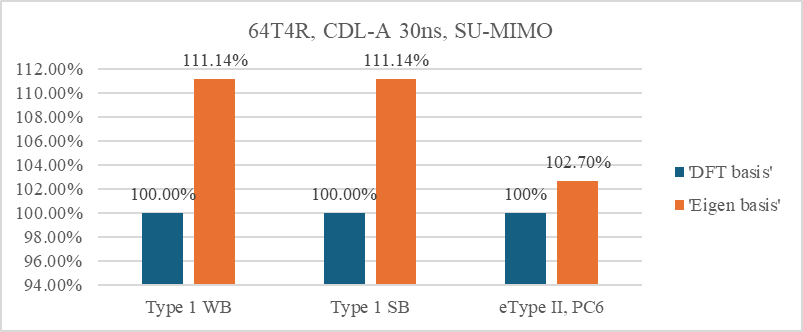 64T4R, CDL-A 30ns, SU-MIMO
112.00%
110.00%
108.00%
106.00%
104.00%
102.00%
100.00%
98.00%
96.00%
94.00%
100.00%
111.14%
100.00%
111.14%
100%
102.70%
Type 1 WB
Type 1 SB
eType II, PC6
'DFT basis'
'Eigen basis'